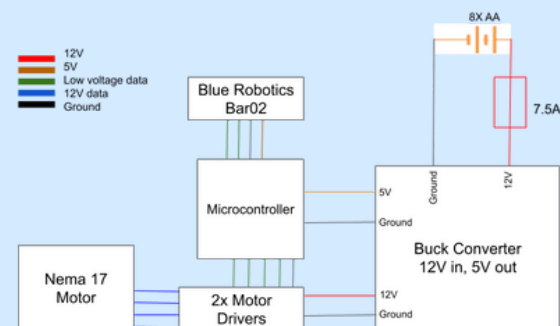 8X AA
12V
5V
Low voltage data
12V data
Ground
Blue Robotics
Bar02
7.5A
Ground
12V
Microcontroller
5V
Ground
Buck Converter
12V in, 5V out
Nema 17
Motor
2x Motor
Drivers
12V
Ground